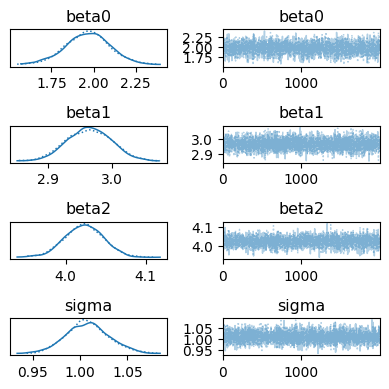 beta0 beta0
2.25
2.00
1.75
1.75 2.00 2.25 0 1000
beta1 beta1
3.0
2.9
2.9 3.0 0 1000
beta2 beta2
4.1
4.0
4.0 4.1 0 1000
sigma sigma
1.05
1.00
0.95
0.95 1.00 1.05 0 1000